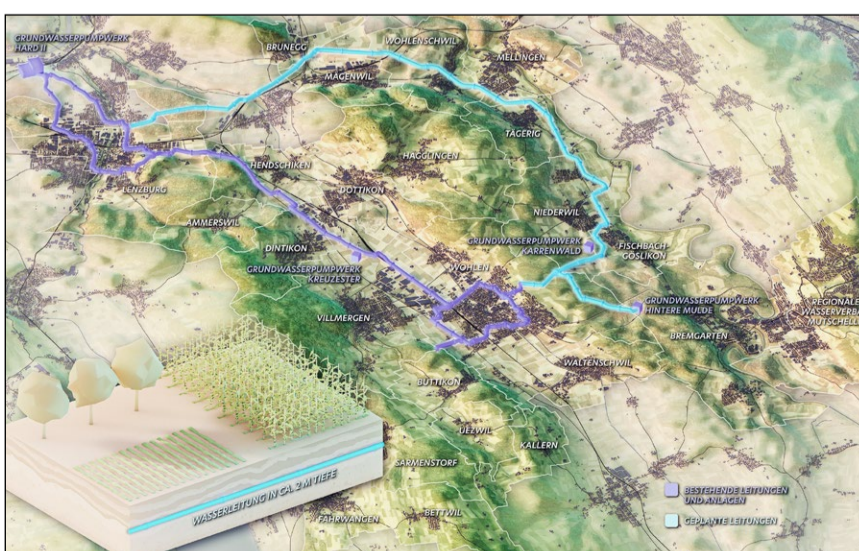 GRUNDWASSERPUMPWERK
HARD II
BRUNEGG
WOHLENSCHWIL
MÄGENWIL
MELLINGEN
TÄGERIG
HENDSCHIKEN
HÄGGLINGEN
LENZBURG
DOTTIKON
AMMERSWIL
NIEDERWIL
DINTIKON
GRUNDWASSERPUMPWERK
KREUZESTER
WOHLEN
GRUNDWASSERPUMPWERK
KARRENWALD
FISCHBACH-
GÖSLIKON
GRUNDWASSERPUMPWERK
HINTERE MULDE
REGIONALE
WASSERVERB
MUTSCHELL
VILLMERGEN
BREMGARTEN
WALTENSCHWIL
BÜTTIKON
UEZWIL
KALLERN
SARMENSTORF
BETTWIL
FAHRWANGEN
WASSERLEITUNG IN CA. 2 M TIEFE
BESTEHENDE LEITUNGEN
UND ANLAGEN
GEPLANTE LEITUNGEN